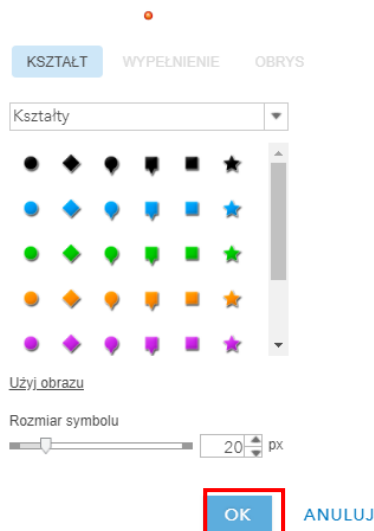 KSZTAŁT WYPEŁNIENIE OBRYS
Kształty
Użyj obrazu
Rozmiar symbolu
20 px
OK ANULUJ